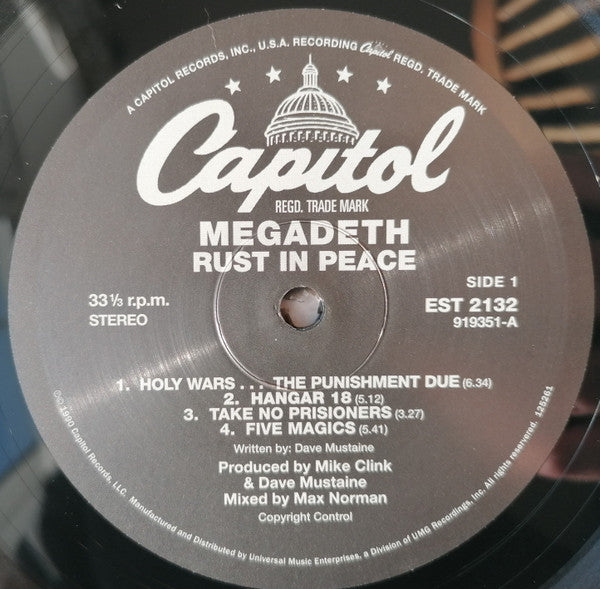 A CAPITOL RECORDS, INC., U.S.A. RECORDING Capitol REGD. TRADE MARK
Capitol
REGD. TRADE MARK
MEGADETH
RUST IN PEACE
SIDE 1
33 ⅓ r.p.m.
STEREO
EST 2132
919351-A
1. HOLY WARS . . . THE PUNISHMENT DUE (6.34)
2. HANGAR 18 (5.12)
3. TAKE NO PRISIONERS (3.27)
4. FIVE MAGICS (5.41)
Written by: Dave Mustaine
Produced by Mike Clink
& Dave Mustaine
Mixed by Max Norman
Copyright Control
℗© 1990 Capitol Records, LLC. Manufactured and Distributed by Universal Music Enterprises, a Division of UMG Recordings, Inc. All rights reserved. 125261